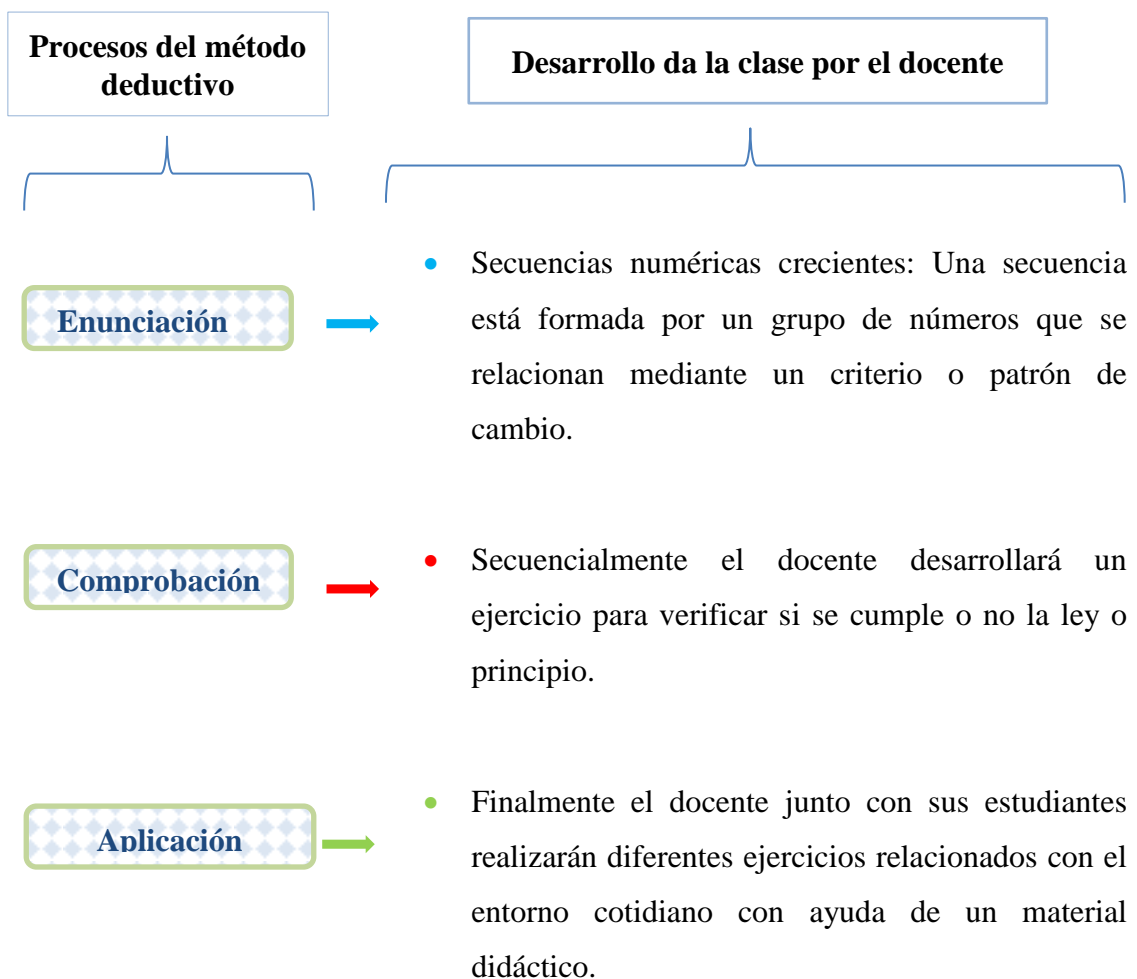 Procesos del método
deductivo
Desarrollo da la clase por el docente
Enunciación
• Secuencias numéricas crecientes: Una secuencia
está formada por un grupo de números que se
relacionan mediante un criterio o patrón de
cambio.
Comprobación
• Secuencialmente el docente desarrollará un
ejercicio para verificar si se cumple o no la ley o
principio.
Aplicación
• Finalmente el docente junto con sus estudiantes
realizarán diferentes ejercicios relacionados con el
entorno cotidiano con ayuda de un material
didáctico.